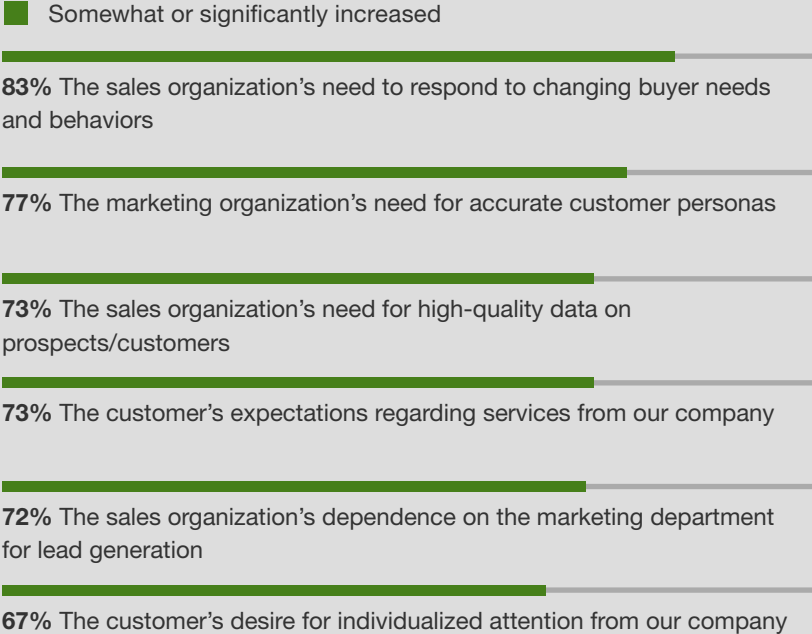 Somewhat or significantly increased
83% The sales organization’s need to respond to changing buyer needs
and behaviors
77% The marketing organization’s need for accurate customer personas
73% The sales organization’s need for high-quality data on
prospects/customers
73% The customer’s expectations regarding services from our company
72% The sales organization’s dependence on the marketing department
for lead generation
67% The customer’s desire for individualized attention from our company